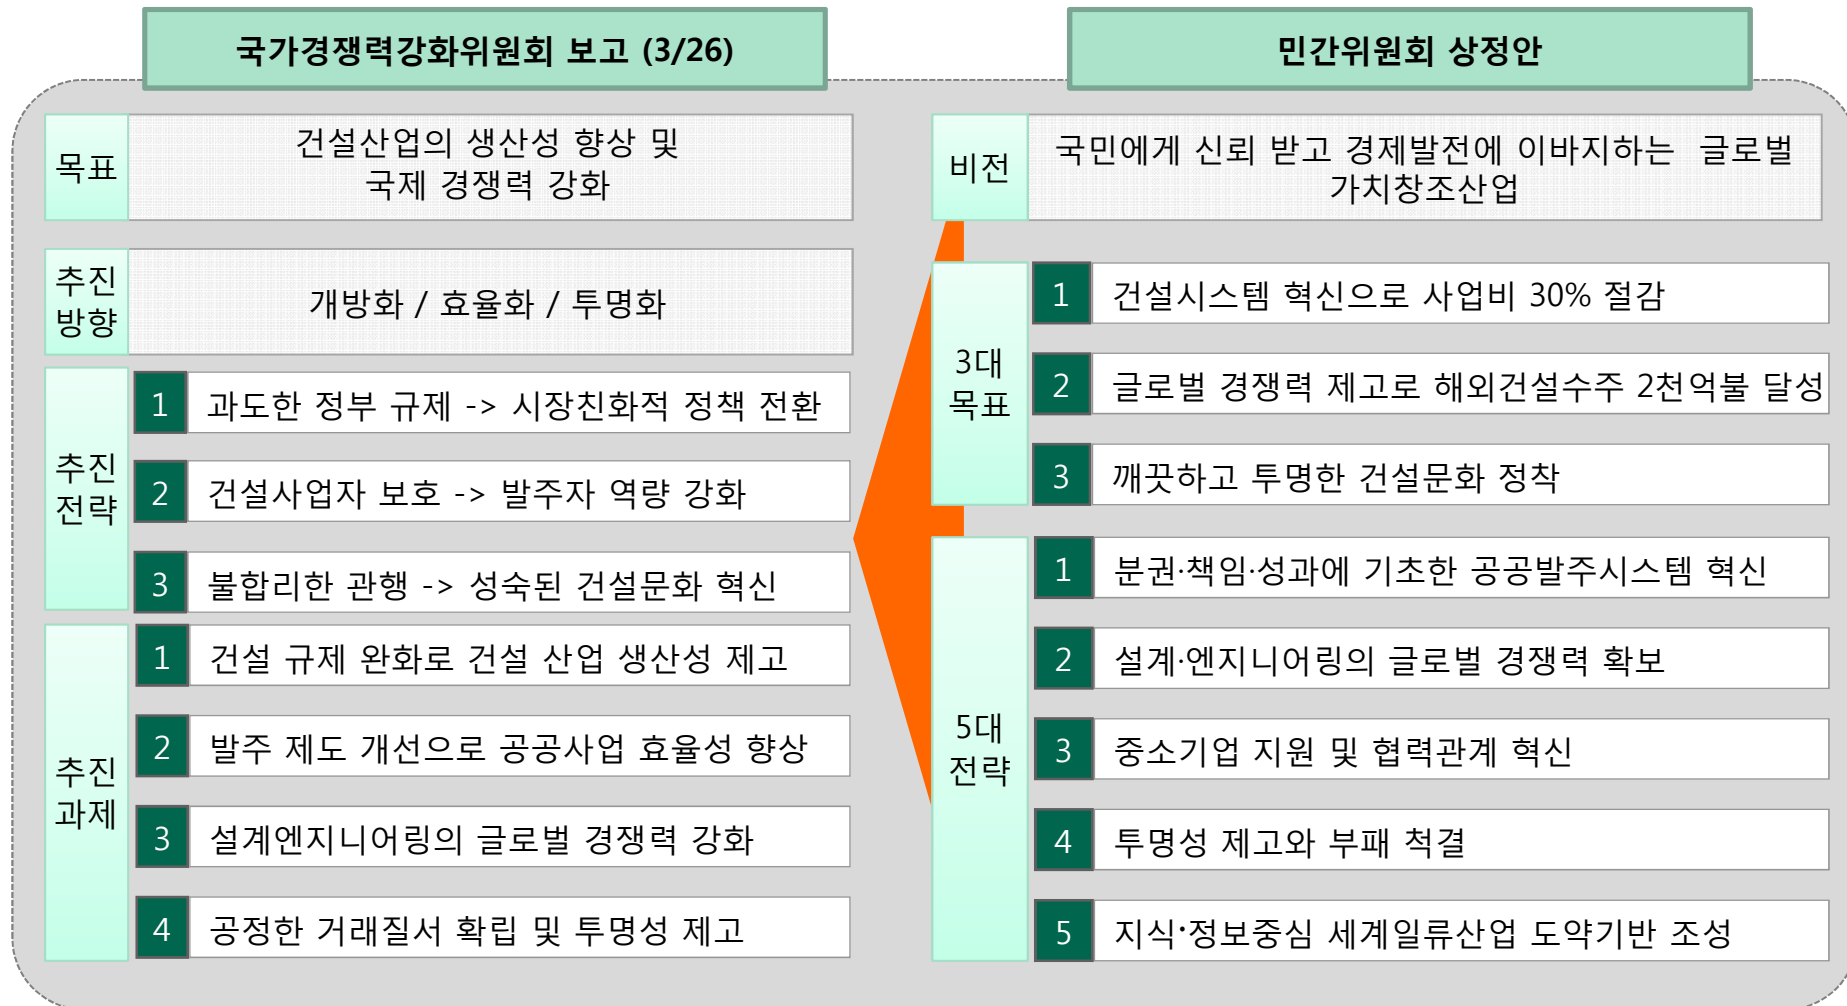 국가경쟁력강화위원회 보고 (3/26)
목표
건설산업의 생산성 향상 및
국제 경쟁력 강화
추진
방향
개방화 / 효율화 / 투명화
추진
전략
1 과도한 정부 규제 -> 시장친화적 정책 전환
2 건설사업자 보호 -> 발주자 역량 강화
3 불합리한 관행 -> 성숙된 건설문화 혁신
추진
과제
1 건설 규제 완화로 건설 산업 생산성 제고
2 발주 제도 개선으로 공공사업 효율성 향상
3 설계엔지니어링의 글로벌 경쟁력 강화
4 공정한 거래질서 확립 및 투명성 제고
민간위원회 상정안
비전
국민에게 신뢰 받고 경제발전에 이바지하는 글로벌
가치창조산업
3대
목표
1 건설시스템 혁신으로 사업비 30% 절감
2 글로벌 경쟁력 제고로 해외건설수주 2천억불 달성
3 깨끗하고 투명한 건설문화 정착
5대
전략
1 분권·책임·성과에 기초한 공공발주시스템 혁신
2 설계·엔지니어링의 글로벌 경쟁력 확보
3 중소기업 지원 및 협력관계 혁신
4 투명성 제고와 부패 척결
5 지식·정보중심 세계일류산업 도약기반 조성